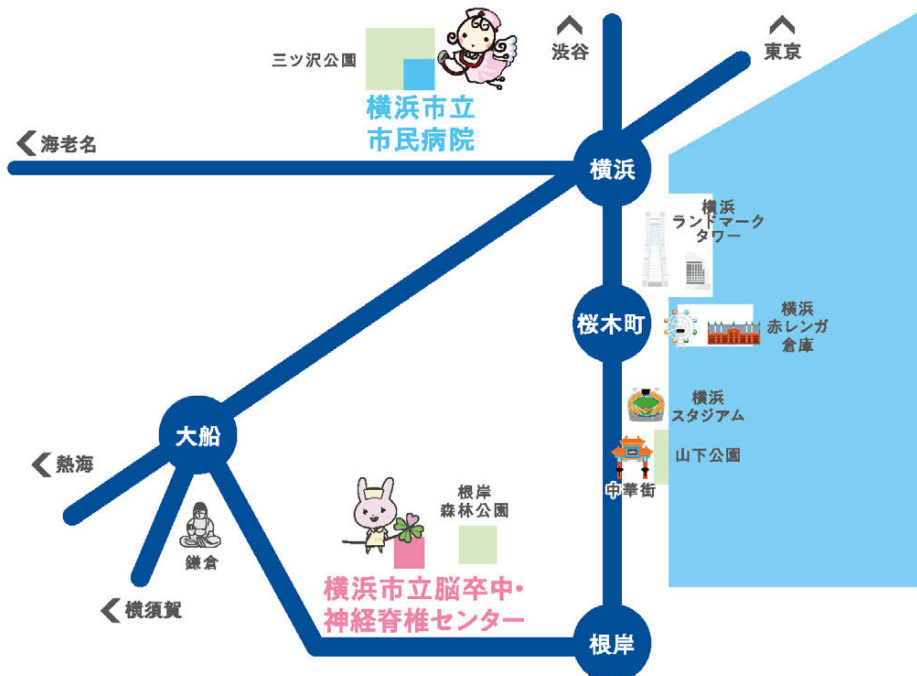 渋谷
東京
三ツ沢公園
横浜市立
市民病院
海老名
横浜
横浜
ランドマーク
タワー
桜木町
横浜
赤レンガ
倉庫
横浜
スタジアム
大船
山下公園
熱海
中華街
根岸
森林公園
鎌倉
横浜市立脳卒中・
神経脊椎センター
横須賀
根岸